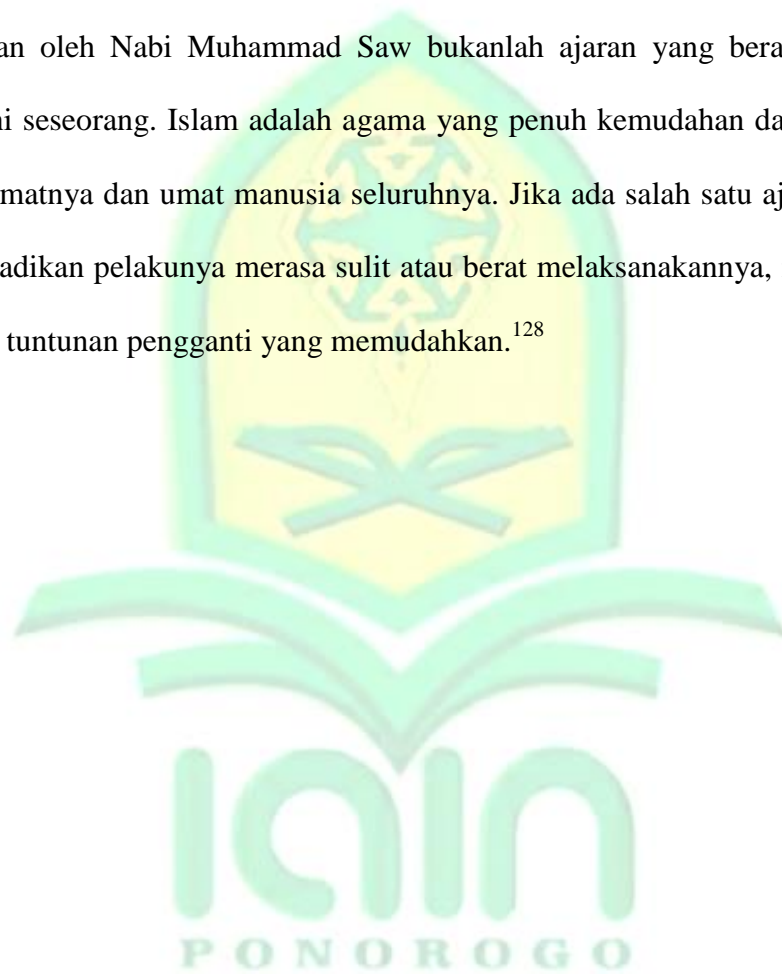 an oleh Nabi Muhammad Saw bukanlah ajaran yang bera
ni seseorang. Islam adalah agama yang penuh kemudahan da
matnya dan umat manusia seluruhnya. Jika ada salah satu aj
adikan pelakunya merasa sulit atau berat melaksanakannya,
tuntunan pengganti yang memudahkan.128
iain
PONOROGO